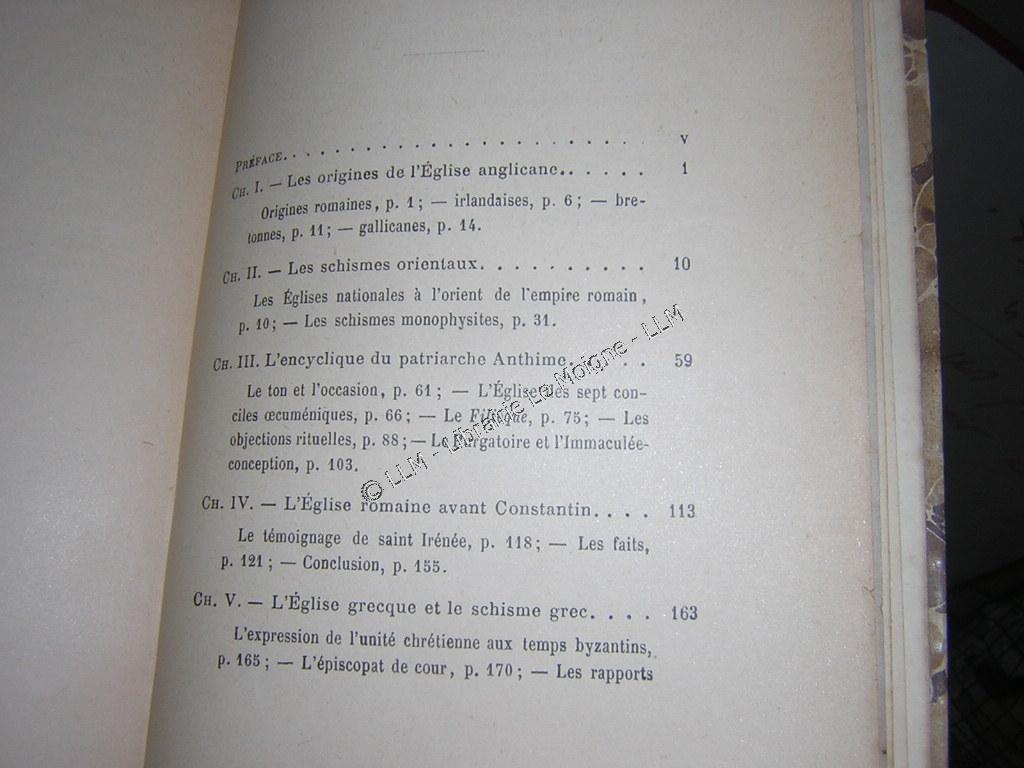 PRÉFACE. . . . . . . . . . . . . . . . . . . . . . . v
CH. I. — Les origines de l'Église anglicane. . . . . . 1
Origines romaines, p. 1; — irlandaises, p. 6; — bre-
tonnes, p. 11; — gallicanes, p. 14.
CH. II. — Les schismes orientaux. . . . . . . . . . . 10
Les Églises nationales à l'orient de l'empire romain,
p. 10; — Les schismes monophysites, p. 31.
CH. III. L'encyclique du patriarche Anthime. . . . . 59
Le ton et l'occasion, p. 61; — L'Église des sept con-
ciles œcuméniques, p. 66; — Le Filioque, p. 75; — Les
objections rituelles, p. 88; — Le Purgatoire et l'Immaculée-
conception, p. 103.
CH. IV. — L'Église romaine avant Constantin. . . . 113
Le témoignage de saint Irénée, p. 118; — Les faits,
p. 121; — Conclusion, p. 155.
CH. V. — L'Église grecque et le schisme grec. . . . 163
L'expression de l'unité chrétienne aux temps byzantins,
p. 165; — L'épiscopat de cour, p. 170; — Les rapports
© LLM - Librairie Le Moigne - LLM